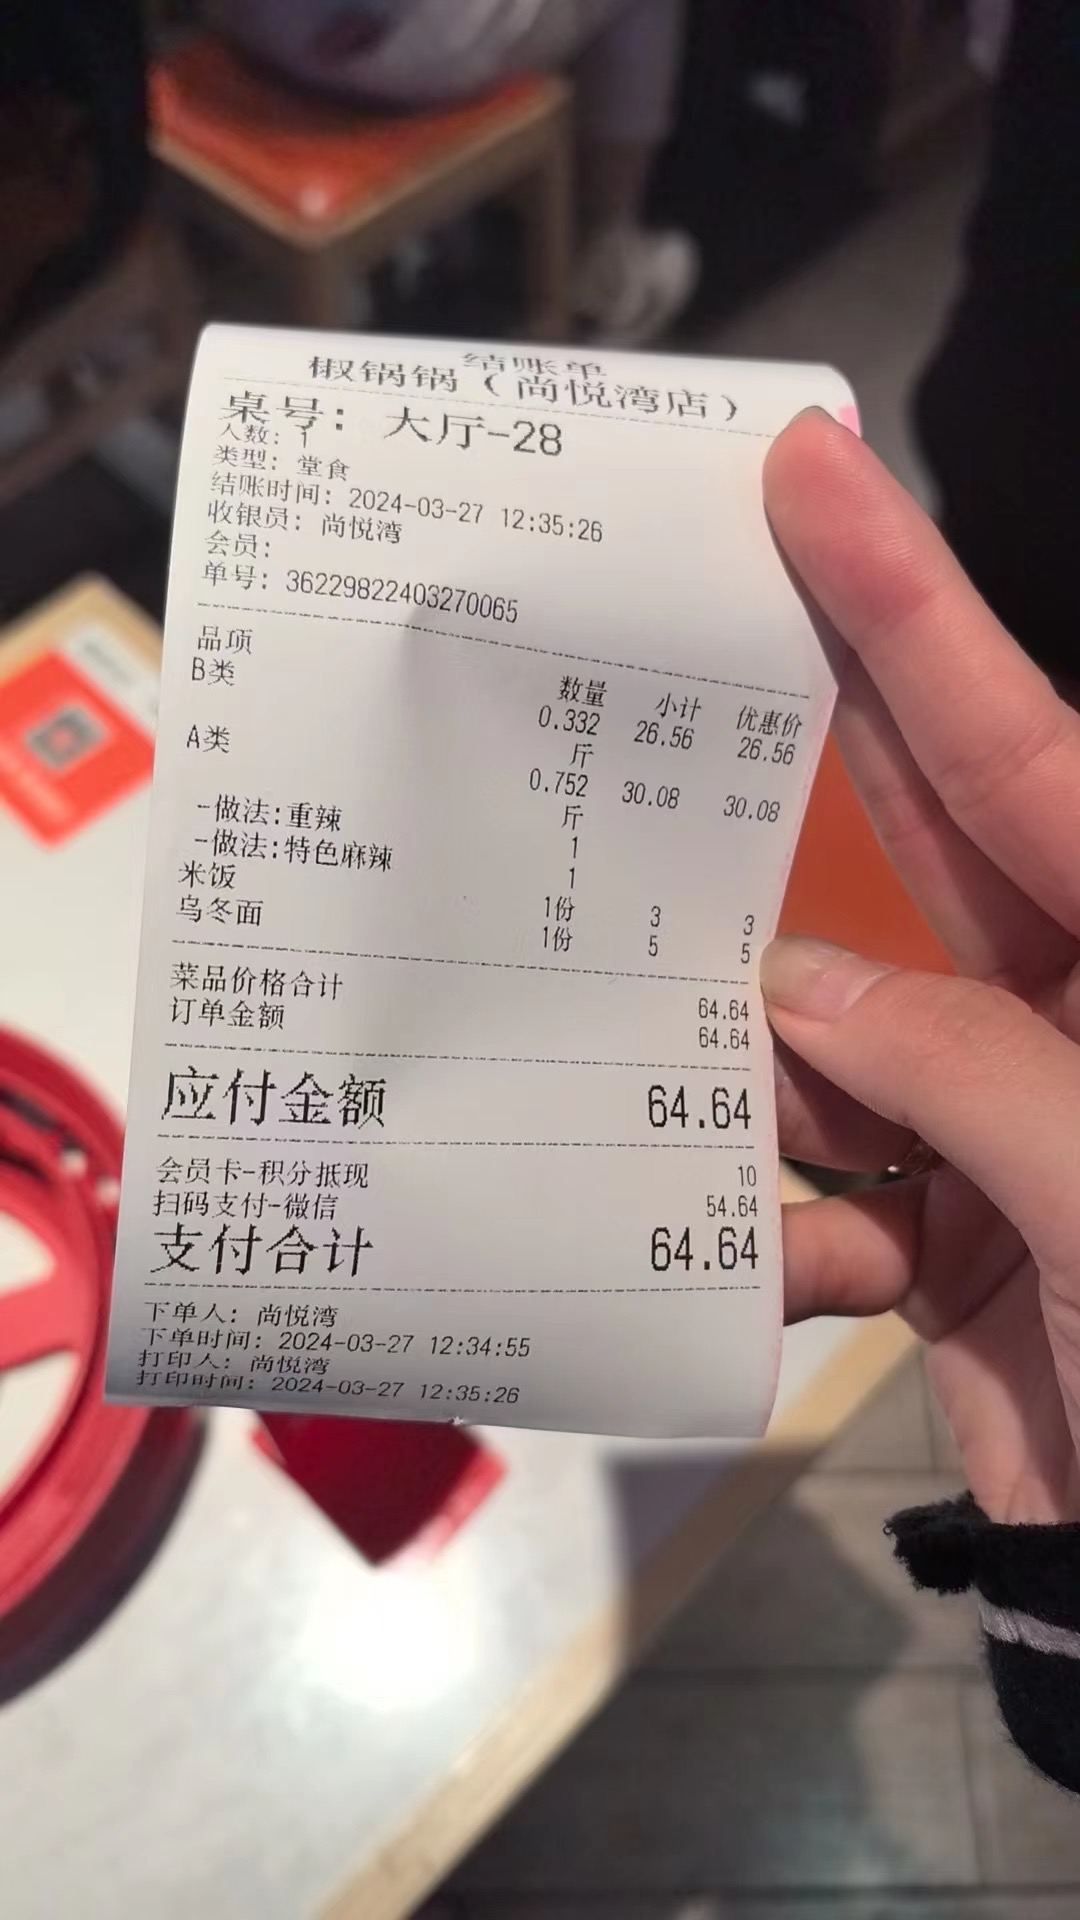 结账单
椒锅锅（尚悦湾店）
桌号：大厅-28
人数：1
类型：堂食
结账时间：2024-03-27 12:35:26
收银员：尚悦湾
会员：
单号：36229822403270065
品项 数量 小计 优惠价
B类 0.332斤 26.56 26.56
A类 0.752斤 30.08 30.08
-做法:重辣 1
-做法:特色麻辣 1
米饭 1份 3 3
乌冬面 1份 5 5
菜品价格合计 64.64
订单金额 64.64
应付金额 64.64
会员卡-积分抵现 10
扫码支付-微信 54.64
支付合计 64.64
下单人：尚悦湾
下单时间：2024-03-27 12:34:55
打印人：尚悦湾
打印时间：2024-03-27 12:35:26